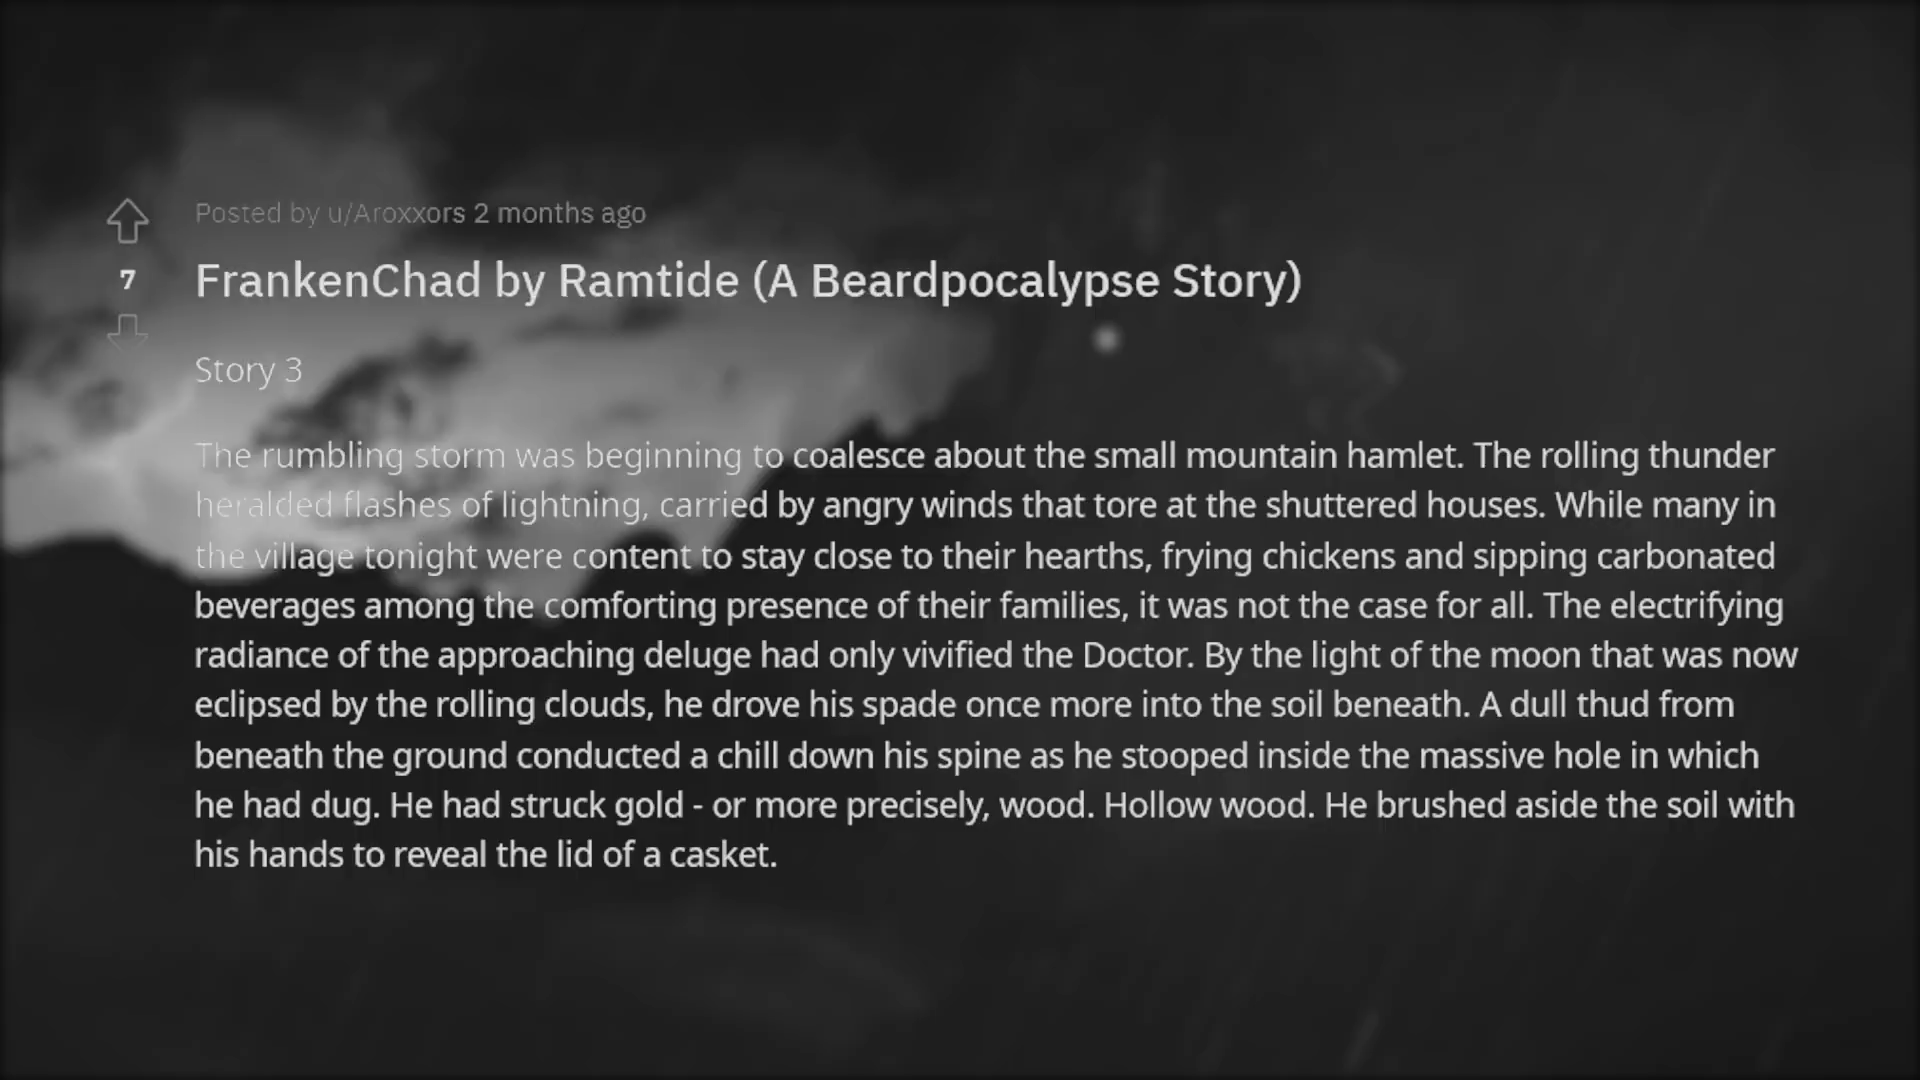 Posted by u/Aroxxors 2 months ago
7
FrankenChad by Ramtide (A Beardpocalypse Story)
Story 3
The rumbling storm was beginning to coalesce about the small mountain hamlet. The rolling thunder
heralded flashes of lightning, carried by angry winds that tore at the shuttered houses. While many in
the village tonight were content to stay close to their hearths, frying chickens and sipping carbonated
beverages among the comforting presence of their families, it was not the case for all. The electrifying
radiance of the approaching deluge had only vivified the Doctor. By the light of the moon that was now
eclipsed by the rolling clouds, he drove his spade once more into the soil beneath. A dull thud from
beneath the ground conducted a chill down his spine as he stooped inside the massive hole in which
he had dug. He had struck gold - or more precisely, wood. Hollow wood. He brushed aside the soil with
his hands to reveal the lid of a casket.